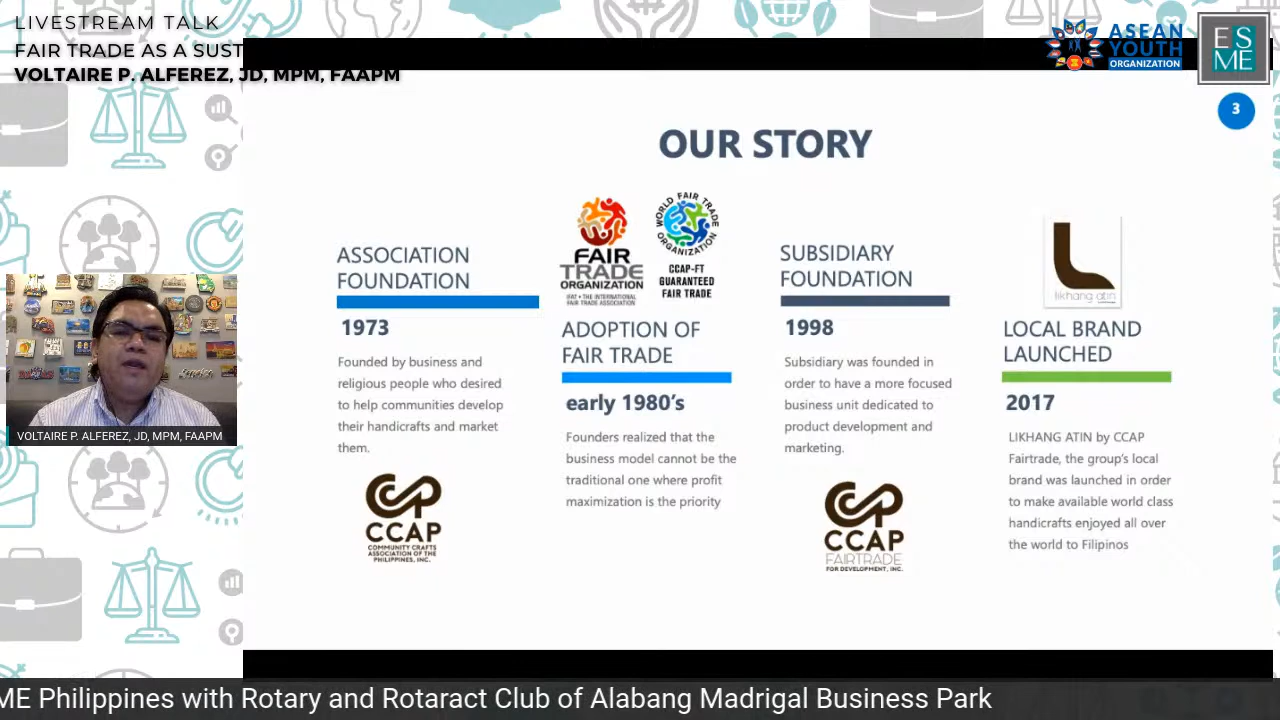 LIVESTREAM TALK
FAIR TRADE AS A SUST
VOLTAIRE P. ALFEREZ, JD, MPM, FAAPM
ASEAN
YOUTH
ORGANIZATION
ES
ME
3
OUR STORY
ASSOCIATION
FOUNDATION
1973
Founded by business and
religious people who desired
to help communities develop
their handicrafts and market
them.
CCAP
COMMUNITY CRAFTS
ASSOCIATION OF THE
PHILIPPINES, INC.
FAIR
TRADE
ORGANIZATION
IFAT • THE INTERNATIONAL
FAIR TRADE ASSOCIATION
WORLD FAIR TRADE
ORGANIZATION
CCAP-FT
GUARANTEED
FAIR TRADE
ADOPTION OF
FAIR TRADE
early 1980's
Founders realized that the
business model cannot be the
traditional one where profit
maximization is the priority
SUBSIDIARY
FOUNDATION
1998
Subsidiary was founded in
order to have a more focused
business unit dedicated to
product development and
marketing.
CCAP
FAIRTRADE
FOR DEVELOPMENT, INC.
likhang atin
LOCAL BRAND
LAUNCHED
2017
LIKHANG ATIN by CCAP
Fairtrade, the group's local
brand was launched in order
to make available world class
handicrafts enjoyed all over
the world to Filipinos
VOLTAIRE P. ALFEREZ, JD, MPM, FAAPM
ME Philippines with Rotary and Rotaract Club of Alabang Madrigal Business Park